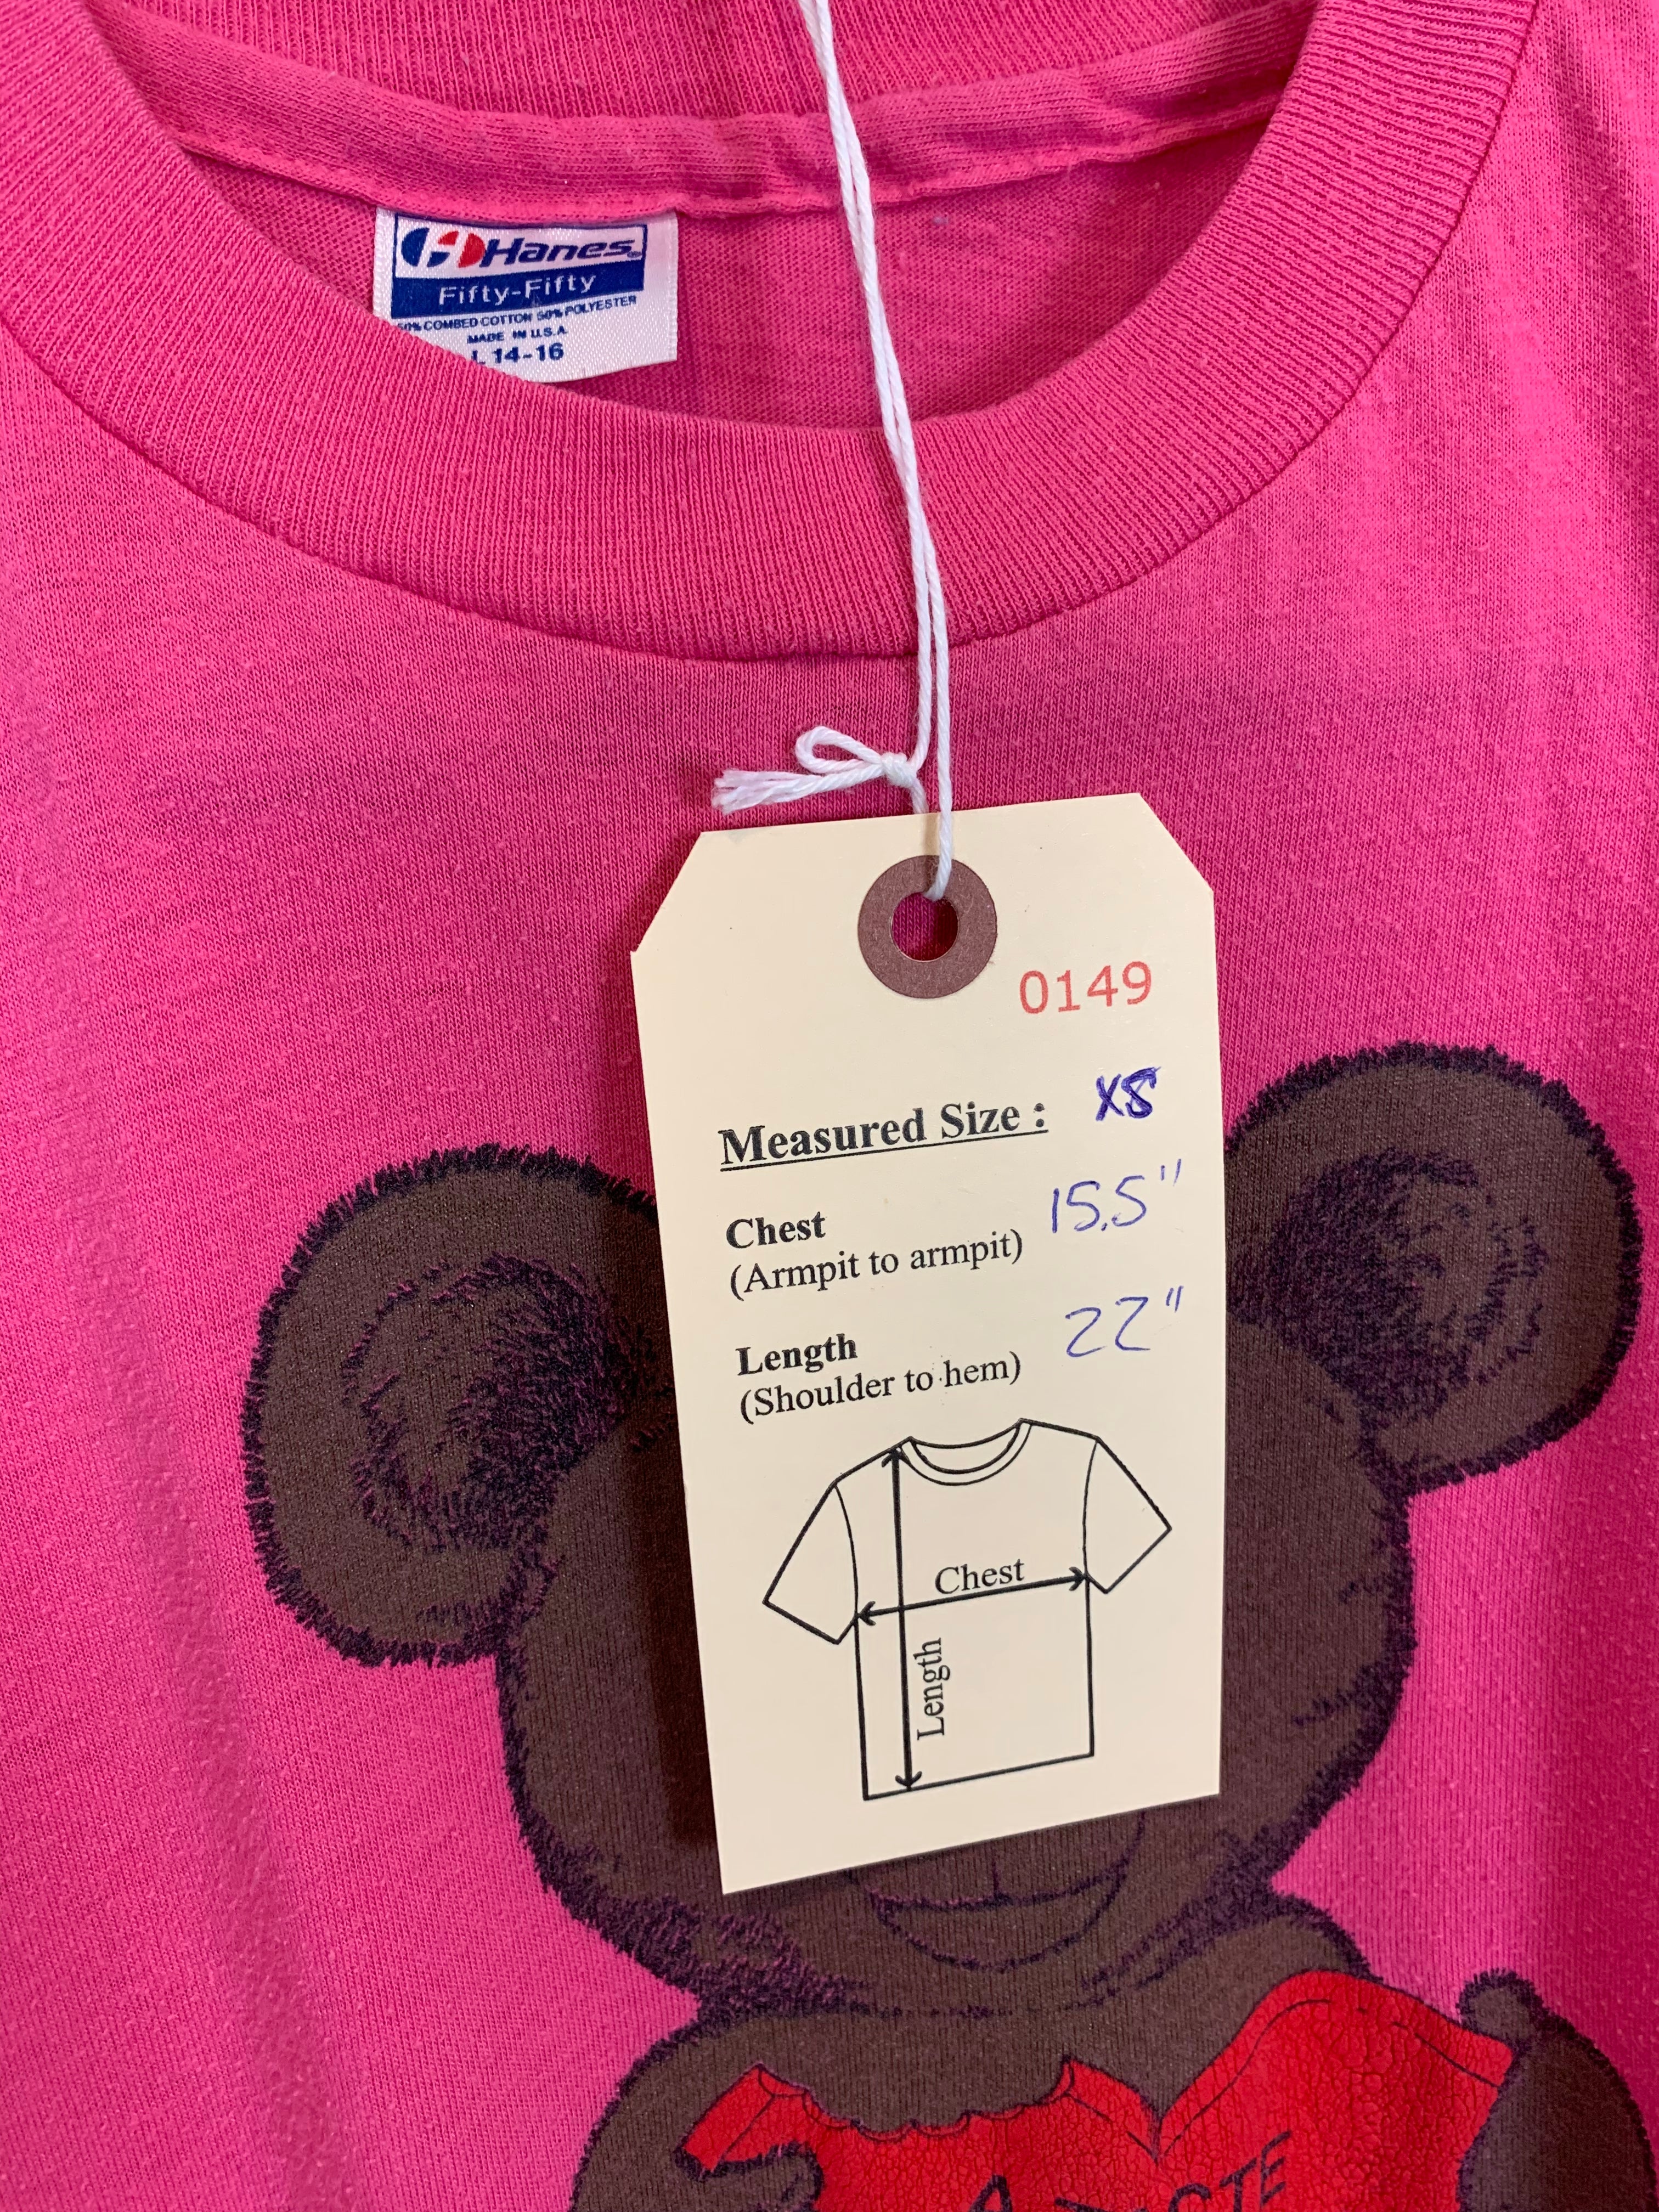 Hanes®
Fifty-Fifty
50% COMBED COTTON 50% POLYESTER
MADE IN U.S.A.
L 14-16
0149
Measured Size : XS
Chest 15.5"
(Armpit to armpit)
Length 22"
(Shoulder to hem)
Chest
Length